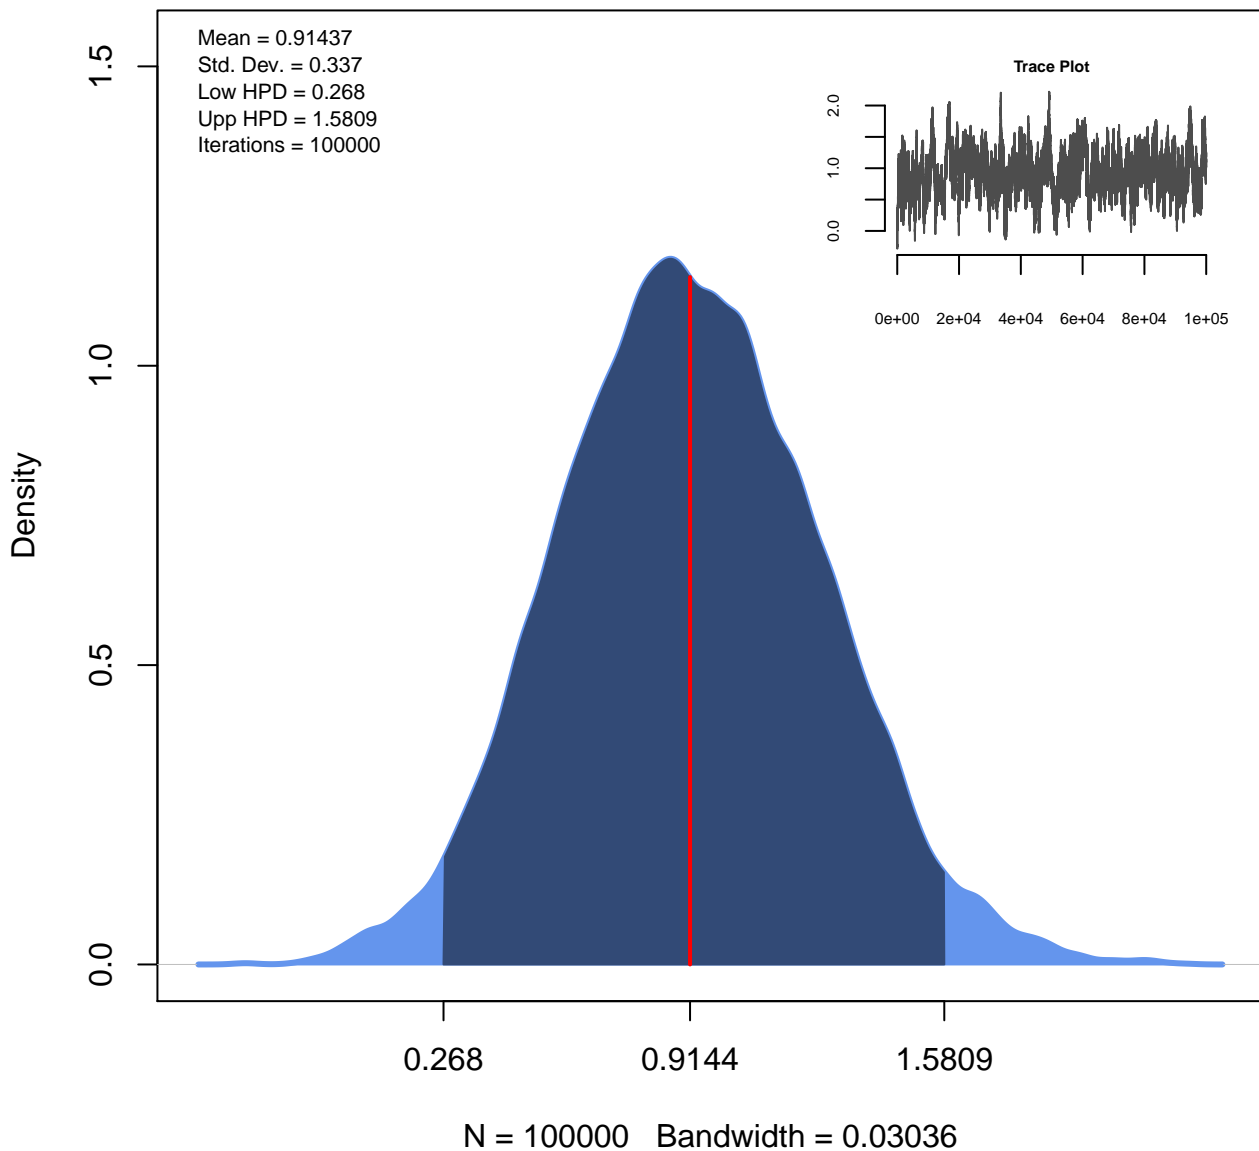 Mean = 0.91437
Std. Dev. = 0.337
Low HPD = 0.268
Upp HPD = 1.5809
Iterations = 100000
Trace Plot
2.0
1.0
0.0
0e+00 2e+04 4e+04 6e+04 8e+04 1e+05
1.5
1.0
0.5
0.0
Density
0.268 0.9144 1.5809
N = 100000 Bandwidth = 0.03036